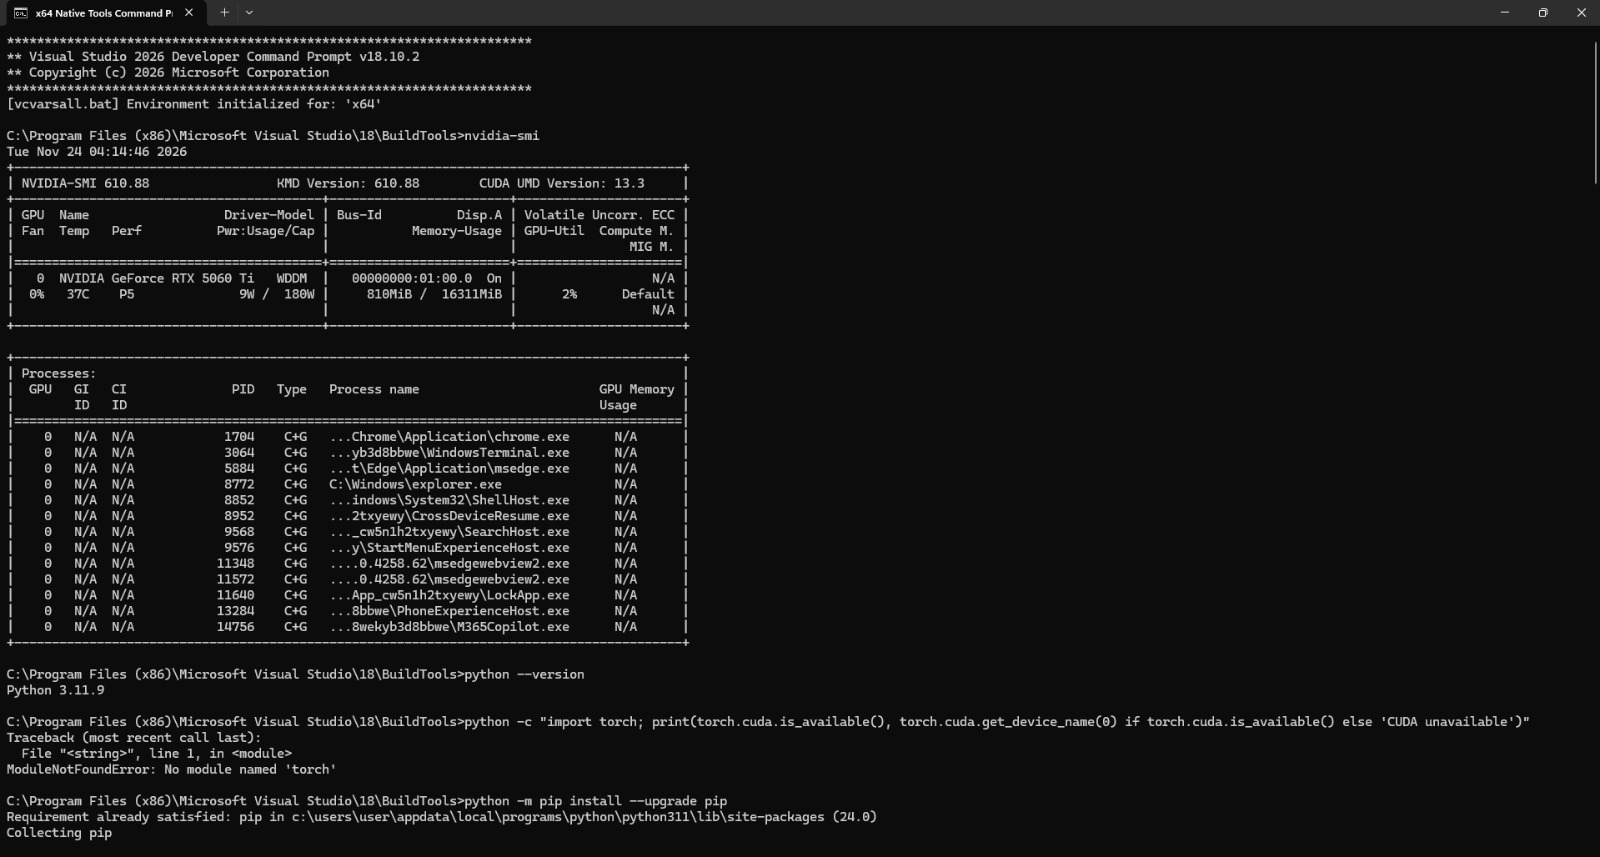 x64 Native Tools Command P
**********************************************************************
** Visual Studio 2026 Developer Command Prompt v18.10.2
** Copyright (c) 2026 Microsoft Corporation
**********************************************************************
[vcvarsall.bat] Environment initialized for: 'x64'
C:\Program Files (x86)\Microsoft Visual Studio\18\BuildTools>nvidia-smi
Tue Nov 24 04:14:46 2026
+-----------------------------------------------------------------------------------------+
| NVIDIA-SMI 610.88                 KMD Version: 610.88        CUDA UMD Version: 13.3     |
+-----------------------------------------+------------------------+----------------------+
| GPU  Name                  Driver-Model | Bus-Id          Disp.A | Volatile Uncorr. ECC |
| Fan  Temp   Perf          Pwr:Usage/Cap |           Memory-Usage | GPU-Util  Compute M. |
|                                         |                        |               MIG M. |
|=========================================+========================+======================|
|   0  NVIDIA GeForce RTX 5060 Ti   WDDM  |   00000000:01:00.0  On |                  N/A |
|  0%   37C    P5              9W /  180W |     810MiB /  16311MiB |      2%      Default |
|                                         |                        |                  N/A |
+-----------------------------------------+------------------------+----------------------+
+-----------------------------------------------------------------------------------------+
| Processes:                                                                              |
|  GPU   GI   CI              PID   Type   Process name                        GPU Memory |
|        ID   ID                                                               Usage      |
|=========================================================================================|
|    0   N/A  N/A            1704    C+G   ...Chrome\Application\chrome.exe      N/A      |
|    0   N/A  N/A            3064    C+G   ...yb3d8bbwe\WindowsTerminal.exe      N/A      |
|    0   N/A  N/A            5884    C+G   ...t\Edge\Application\msedge.exe      N/A      |
|    0   N/A  N/A            8772    C+G   C:\Windows\explorer.exe               N/A      |
|    0   N/A  N/A            8852    C+G   ...indows\System32\ShellHost.exe      N/A      |
|    0   N/A  N/A            8952    C+G   ...2txyewy\CrossDeviceResume.exe      N/A      |
|    0   N/A  N/A            9568    C+G   ..._cw5n1h2txyewy\SearchHost.exe      N/A      |
|    0   N/A  N/A            9576    C+G   ...y\StartMenuExperienceHost.exe      N/A      |
|    0   N/A  N/A           11348    C+G   ....0.4258.62\msedgewebview2.exe      N/A      |
|    0   N/A  N/A           11572    C+G   ....0.4258.62\msedgewebview2.exe      N/A      |
|    0   N/A  N/A           11640    C+G   ...App_cw5n1h2txyewy\LockApp.exe      N/A      |
|    0   N/A  N/A           13284    C+G   ...8bbwe\PhoneExperienceHost.exe      N/A      |
|    0   N/A  N/A           14756    C+G   ...8wekyb3d8bbwe\M365Copilot.exe      N/A      |
+-----------------------------------------------------------------------------------------+
C:\Program Files (x86)\Microsoft Visual Studio\18\BuildTools>python --version
Python 3.11.9
C:\Program Files (x86)\Microsoft Visual Studio\18\BuildTools>python -c "import torch; print(torch.cuda.is_available(), torch.cuda.get_device_name(0) if torch.cuda.is_available() else 'CUDA unavailable')"
Traceback (most recent call last):
  File "<string>", line 1, in <module>
ModuleNotFoundError: No module named 'torch'
C:\Program Files (x86)\Microsoft Visual Studio\18\BuildTools>python -m pip install --upgrade pip
Requirement already satisfied: pip in c:\users\user\appdata\local\programs\python\python311\lib\site-packages (24.0)
Collecting pip